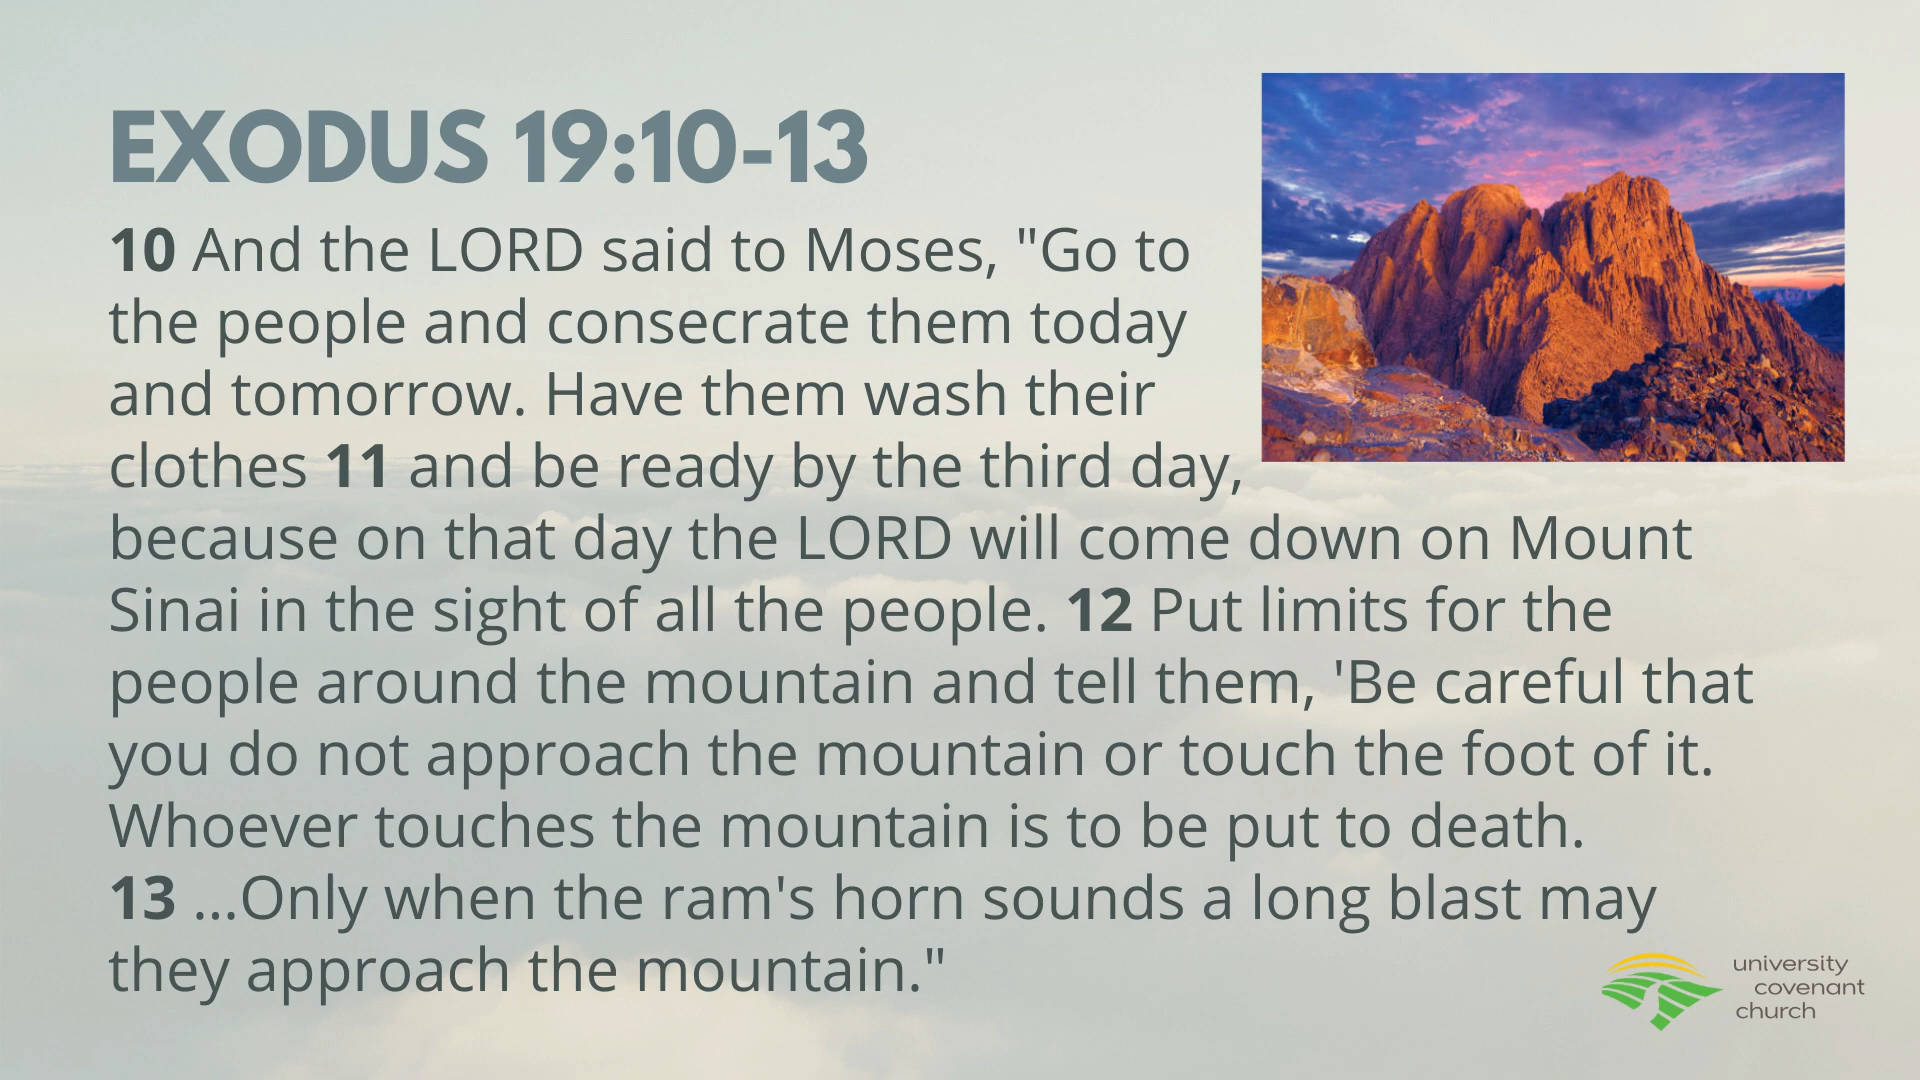 EXODUS 19:10-13
10 And the LORD said to Moses, "Go to
the people and consecrate them today
and tomorrow. Have them wash their
clothes 11 and be ready by the third day,
because on that day the LORD will come down on Mount
Sinai in the sight of all the people. 12 Put limits for the
people around the mountain and tell them, 'Be careful that
you do not approach the mountain or touch the foot of it.
Whoever touches the mountain is to be put to death.
13 ...Only when the ram's horn sounds a long blast may
they approach the mountain."
university
covenant
church